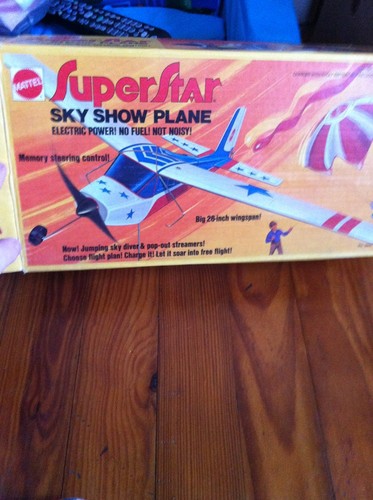 MATTEL
SuperStar
SKY SHOW PLANE
ELECTRIC POWER! NO FUEL! NOT NOISY!
Memory steering control!
Big 28-inch wingspan!
New! Jumping sky diver & pop-out streamers!
Choose flight plan! Charge it! Let it soar into free flight!